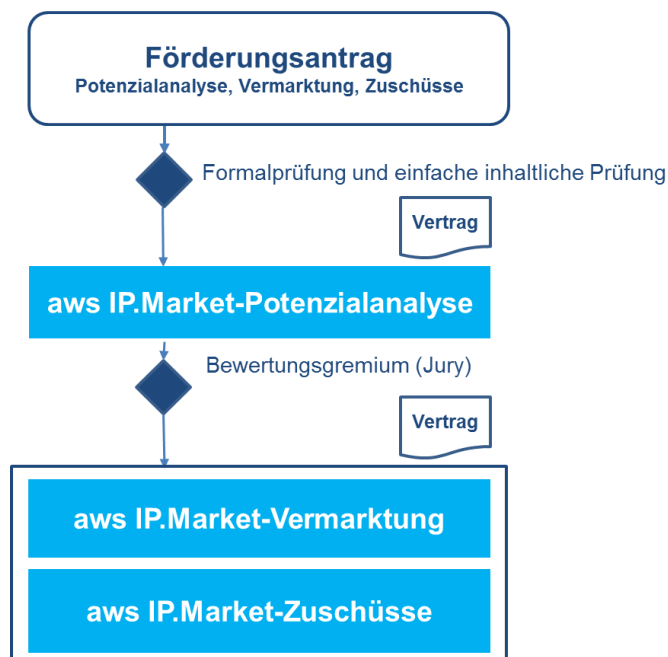 Förderungsantrag
Potenzialanalyse, Vermarktung, Zuschüsse
Formalprüfung und einfache inhaltliche Prüfung
Vertrag
aws IP.Market-Potenzialanalyse
Bewertungsgremium (Jury)
Vertrag
aws IP.Market-Vermarktung
aws IP.Market-Zuschüsse